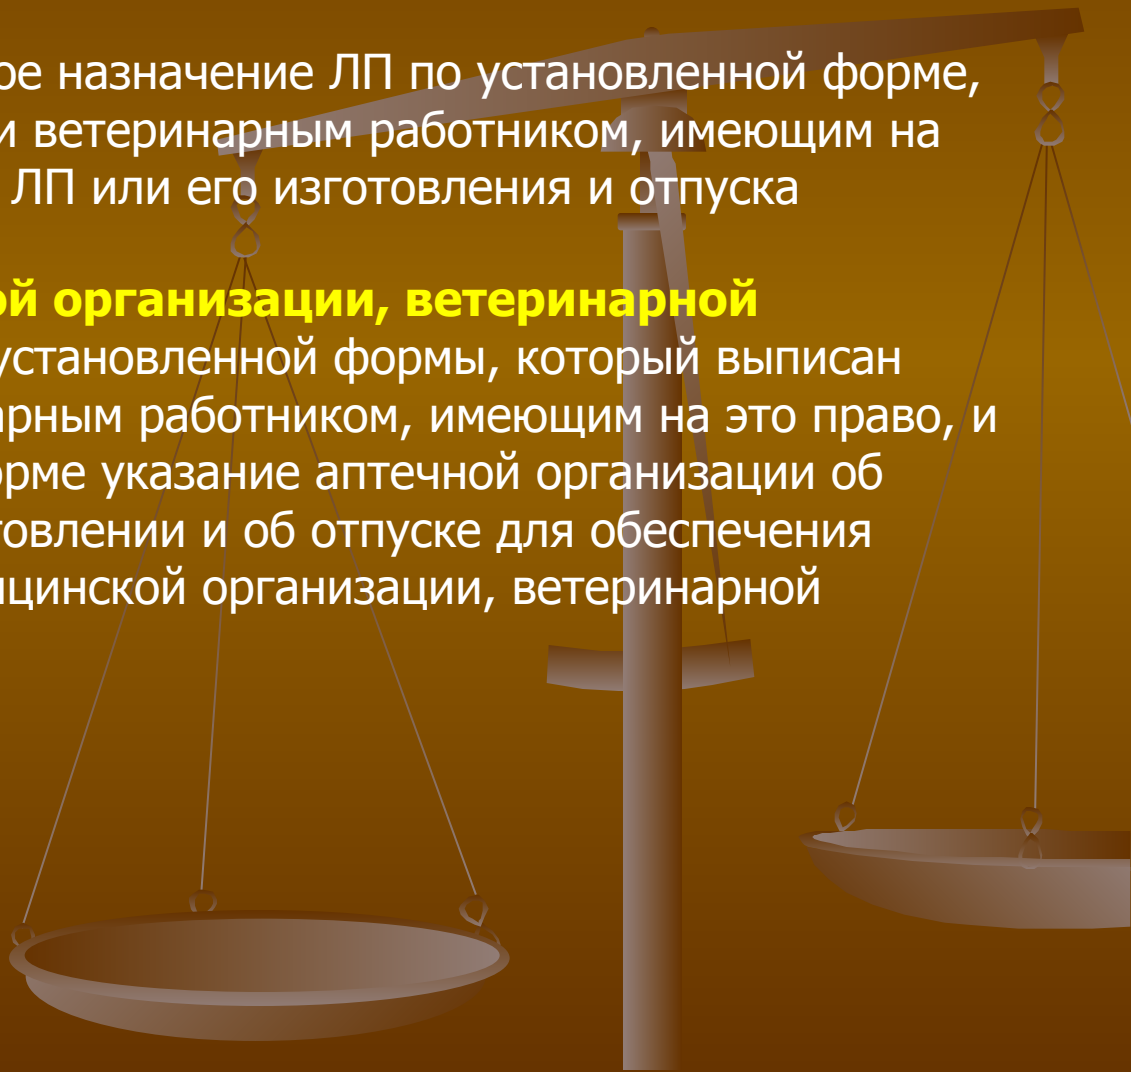 ое назначение ЛП по установленной форме,
и ветеринарным работником, имеющим на
ЛП или его изготовления и отпуска
ой организации, ветеринарной
установленной формы, который выписан
арным работником, имеющим на это право, и
орме указание аптечной организации об
товлении и об отпуске для обеспечения
ицинской организации, ветеринарной